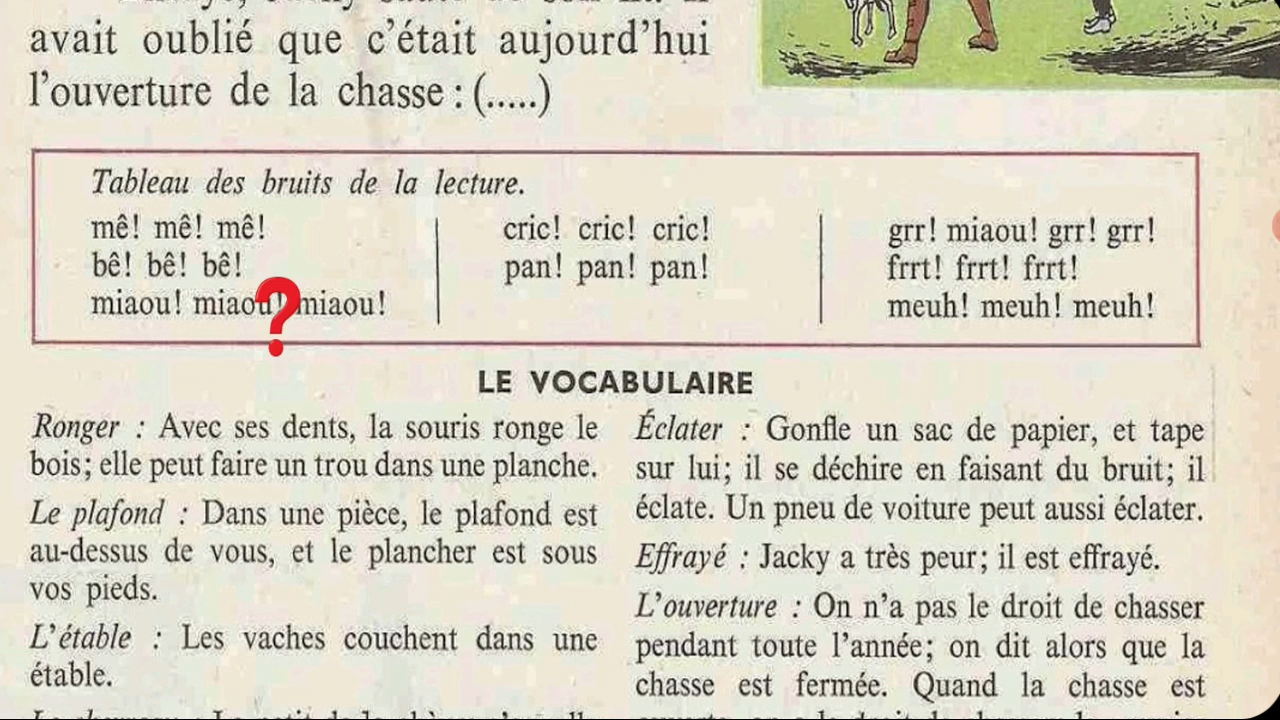 avait oublié que c'était aujourd'hui
l'ouverture de la chasse : (.....)
Tableau des bruits de la lecture.
mê! mê! mê!
bê! bê! bê!
miaou! miaou! miaou!
cric! cric! cric!
pan! pan! pan!
grr! miaou! grr! grr!
frrt! frrt! frrt!
meuh! meuh! meuh!
❓
LE VOCABULAIRE
Ronger : Avec ses dents, la souris ronge le
bois; elle peut faire un trou dans une planche.
Le plafond : Dans une pièce, le plafond est
au-dessus de vous, et le plancher est sous
vos pieds.
L'étable : Les vaches couchent dans une
étable.
Éclater : Gonfle un sac de papier, et tape
sur lui; il se déchire en faisant du bruit; il
éclate. Un pneu de voiture peut aussi éclater.
Effrayé : Jacky a très peur; il est effrayé.
L'ouverture : On n'a pas le droit de chasser
pendant toute l'année; on dit alors que la
chasse est fermée. Quand la chasse est